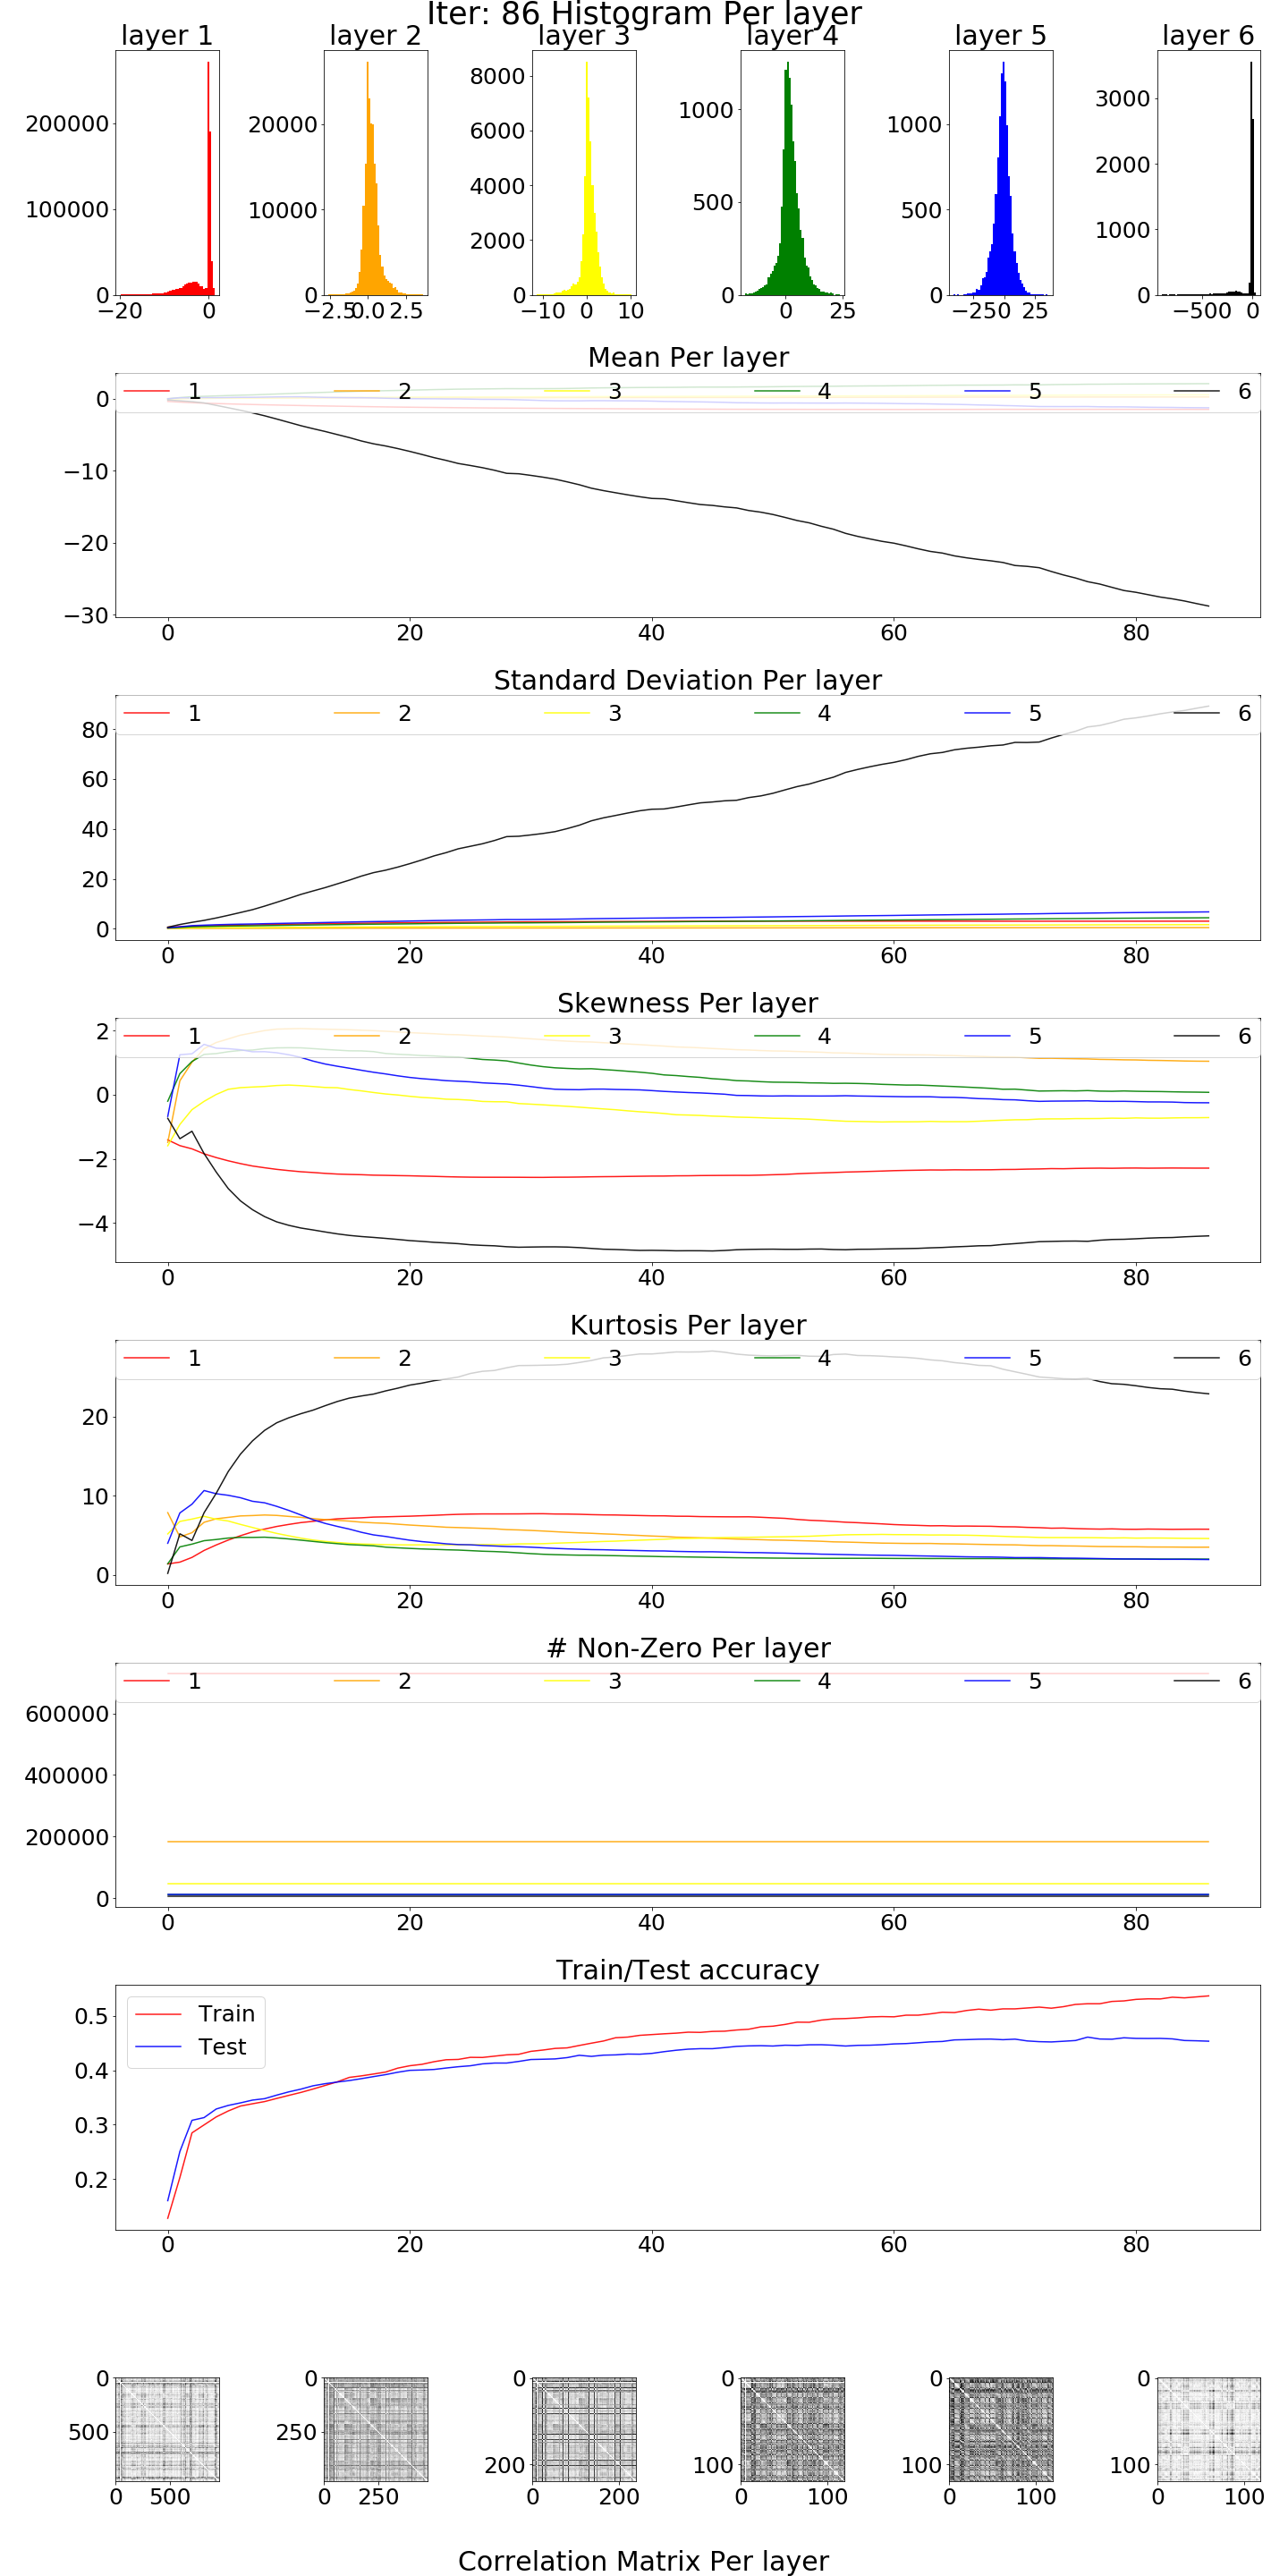 Iter: 86 Histogram Per layer
layer 1 layer 2 layer 3 layer 4 layer 5 layer 6
200000 100000 0 −20 0
20000 10000 0 −2.5 0.0 2.5
8000 6000 4000 2000 0 −10 0 10
1000 500 0 0 25
1000 500 0 −25 0 25
3000 2000 1000 0 −500 0
Mean Per layer
1 2 3 4 5 6
0
−10
−20
−30
0 20 40 60 80
Standard Deviation Per layer
1 2 3 4 5 6
80
60
40
20
0
0 20 40 60 80
Skewness Per layer
1 2 3 4 5 6
2
0
−2
−4
0 20 40 60 80
Kurtosis Per layer
1 2 3 4 5 6
20
10
0
0 20 40 60 80
# Non-Zero Per layer
1 2 3 4 5 6
600000
400000
200000
0
0 20 40 60 80
Train/Test accuracy
Train
Test
0.5
0.4
0.3
0.2
0 20 40 60 80
0 500 0 500
0 250 0 250
0 200 0 200
0 100 0 100
0 100 0 100
0 100 0 100
Correlation Matrix Per layer